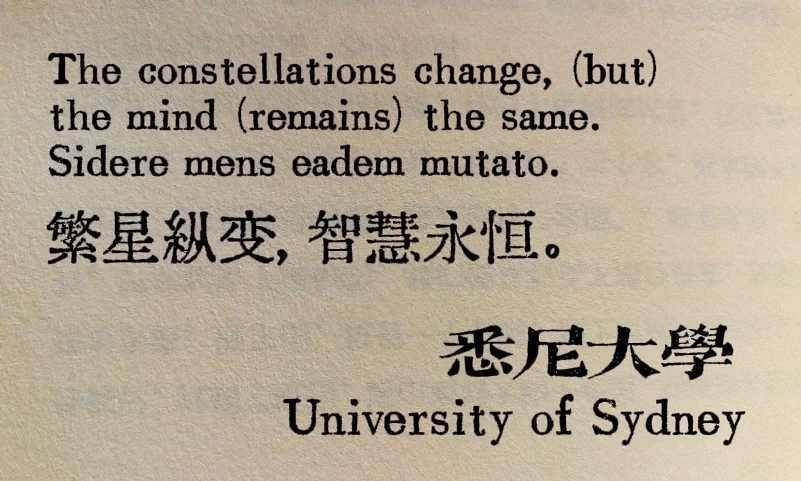 The constellations change, (but)
the mind (remains) the same.
Sidere mens eadem mutato.
繁星縱变, 智慧永恒。
悉尼大學
University of Sydney